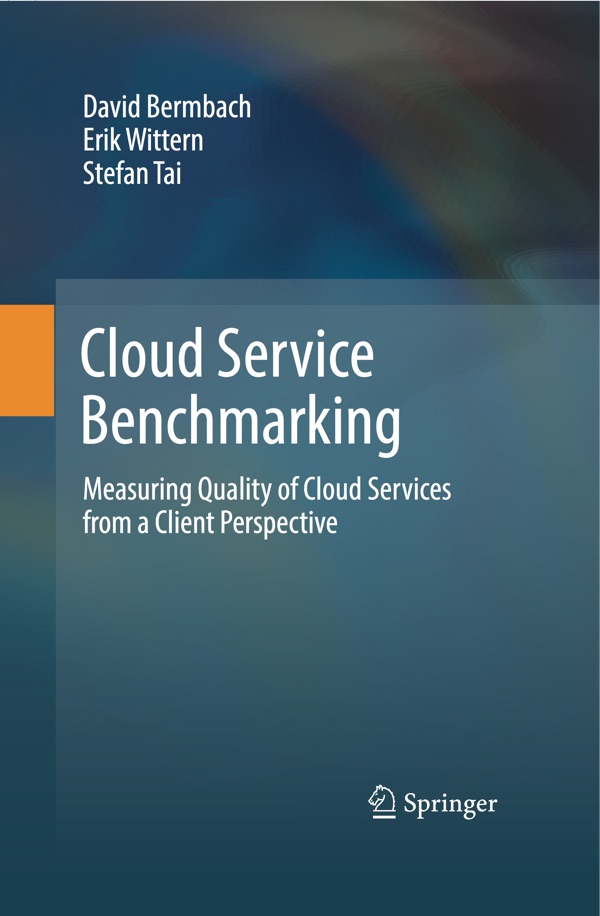 David Bermbach
Erik Wittern
Stefan Tai
Cloud Service
Benchmarking
Measuring Quality of Cloud Services
from a Client Perspective
Springer